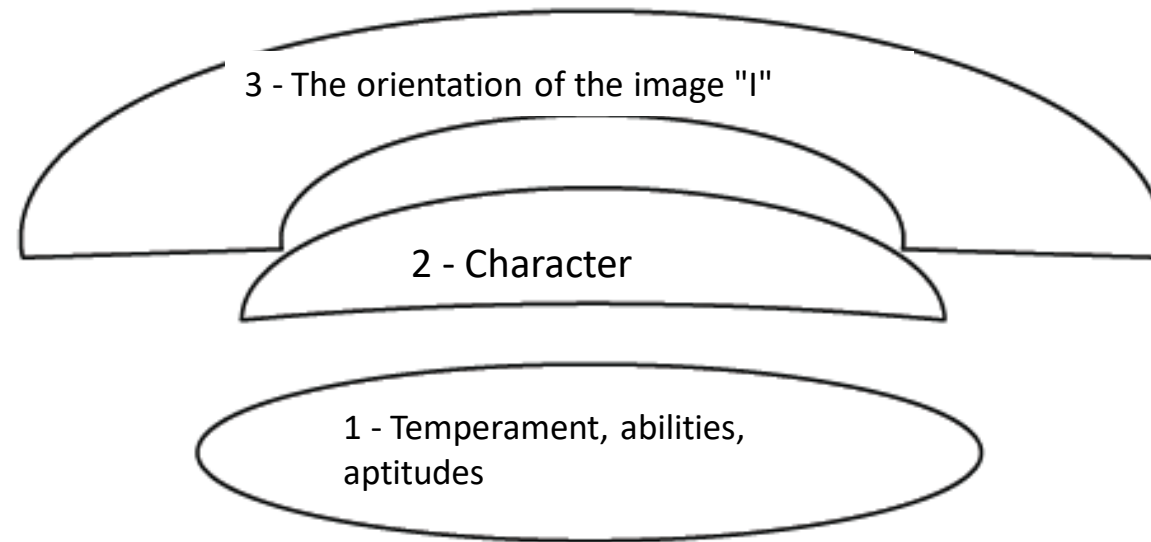 3 - The orientation of the image "I"
2 - Character
1 - Temperament, abilities,
aptitudes